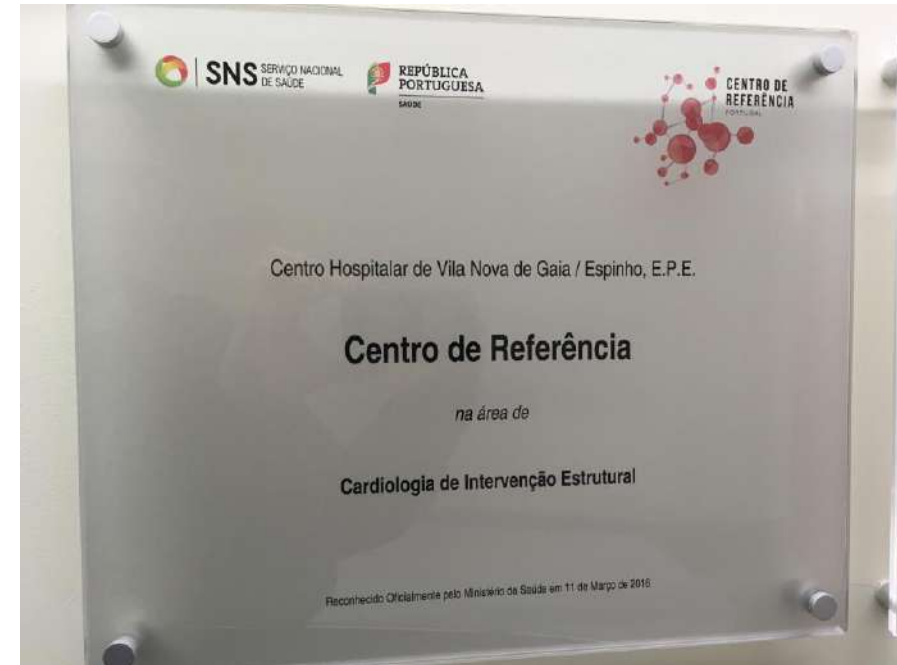 SNS SERVIÇO NACIONAL
DE SAÚDE
REPÚBLICA
PORTUGUESA
SAÚDE
CENTRO DE
REFERÊNCIA
PORTUGAL
Centro Hospitalar de Vila Nova de Gaia / Espinho, E.P.E.
Centro de Referência
na área de
Cardiologia de Intervenção Estrutural
Reconhecido Oficialmente pelo Ministério da Saúde em 11 de Março de 2016